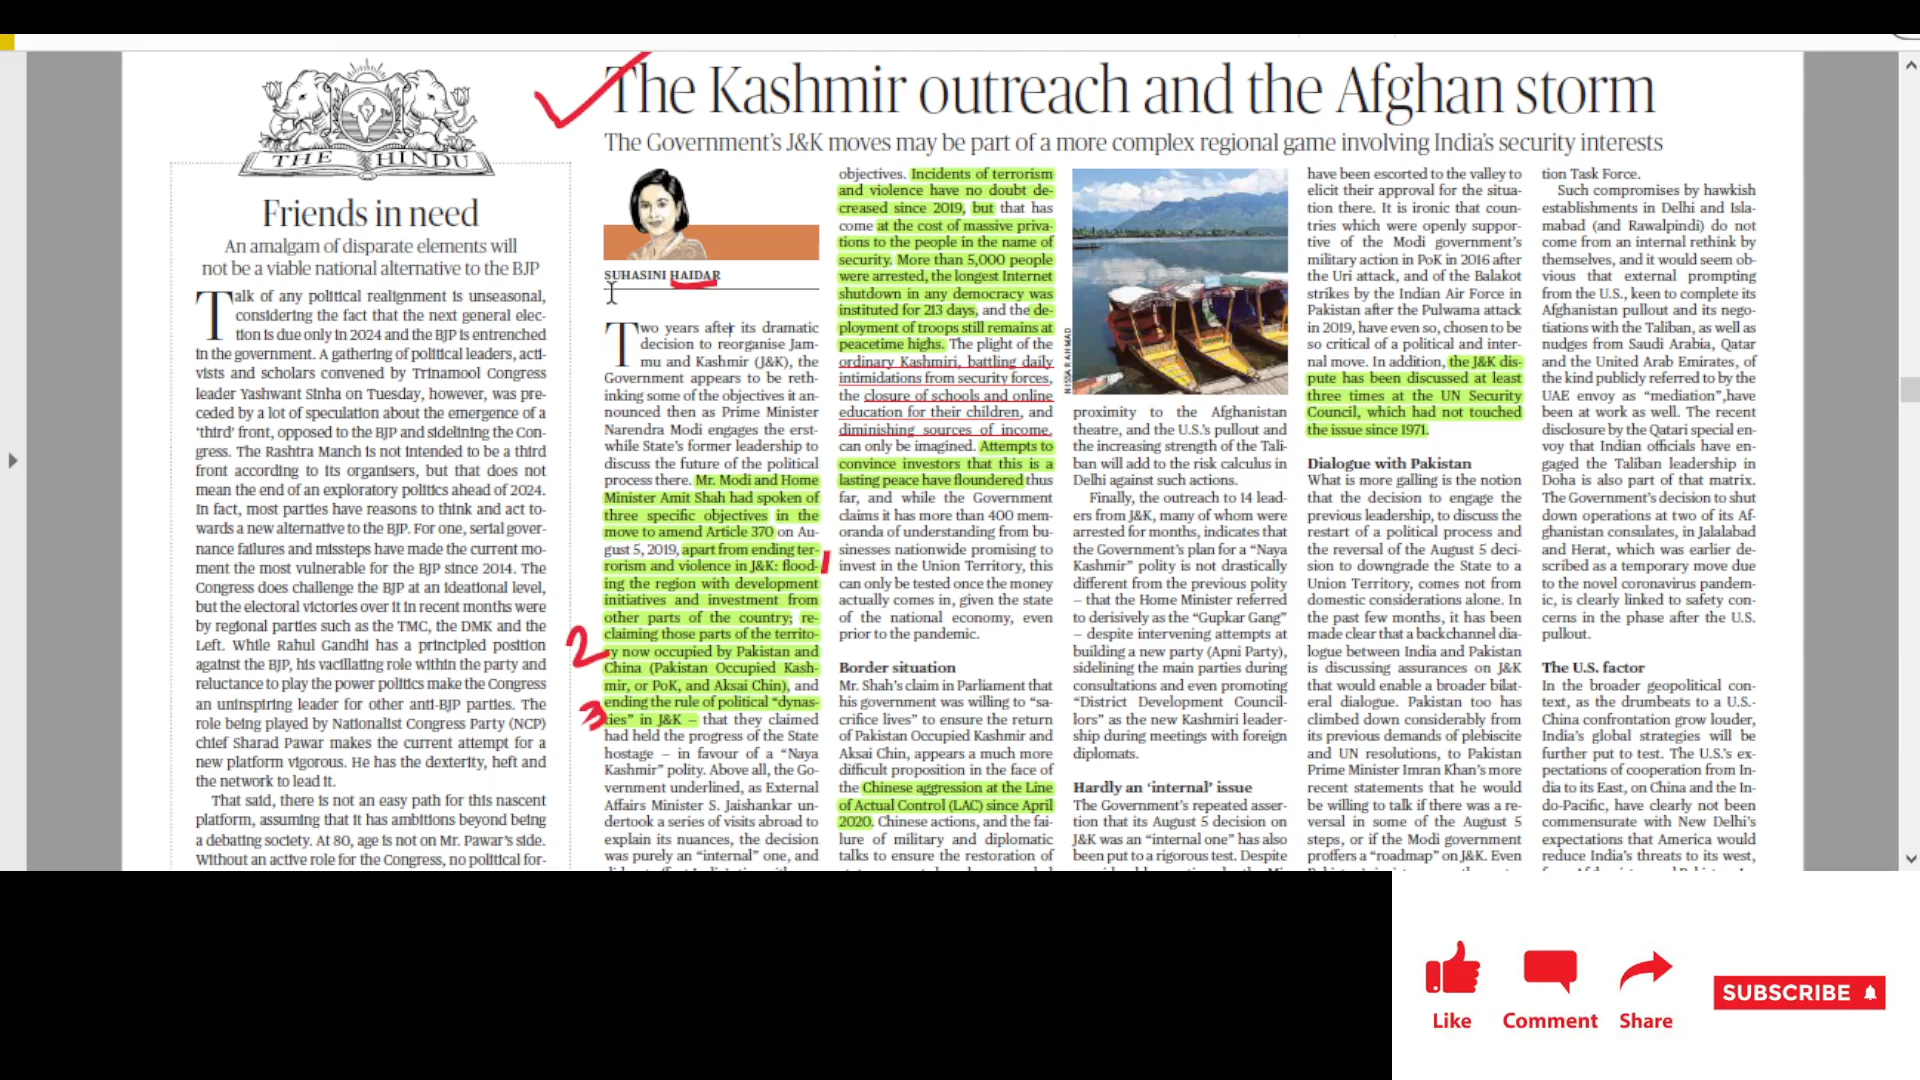 THE HINDU
Friends in need
An amalgam of disparate elements will
not be a viable national alternative to the BJP
Talk of any political realignment is unseasonal,
considering the fact that the next general elec-
tion is due only in 2024 and the BJP is entrenched
in the government. A gathering of political leaders, acti-
vists and scholars convened by Trinamool Congress
leader Yashwant Sinha on Tuesday, however, was pre-
ceded by a lot of speculation about the emergence of a
‘third’ front, opposed to the BJP and sidelining the Con-
gress. The Rashtra Manch is not intended to be a third
front according to its organisers, but that does not
mean the end of an exploratory politics ahead of 2024.
In fact, most parties have reasons to think and act to-
wards a new alternative to the BJP. For one, serial gover-
nance failures and missteps have made the current mo-
ment the most vulnerable for the BJP since 2014. The
Congress does challenge the BJP at an ideational level,
but the electoral victories over it in recent months were
by regional parties such as the TMC, the DMK and the
Left. While Rahul Gandhi has a principled position
against the BJP, his vacillating role within the party and
reluctance to play the power politics make the Congress
an uninspiring leader for other anti-BJP parties. The
role being played by Nationalist Congress Party (NCP)
chief Sharad Pawar makes the current attempt for a
new platform vigorous. He has the dexterity, heft and
the network to lead it.
That said, there is not an easy path for this nascent
platform, assuming that it has ambitions beyond being
a debating society. At 80, age is not on Mr. Pawar’s side.
Without an active role for the Congress, no political for-
The Kashmir outreach and the Afghan storm
The Government’s J&K moves may be part of a more complex regional game involving India’s security interests
SUHASINI HAIDAR
Two years after its dramatic
decision to reorganise Jam-
mu and Kashmir (J&K), the
Government appears to be reth-
inking some of the objectives it an-
nounced then as Prime Minister
Narendra Modi engages the erst-
while State’s former leadership to
discuss the future of the political
process there. Mr. Modi and Home
Minister Amit Shah had spoken of
three specific objectives in the
move to amend Article 370 on Au-
gust 5, 2019, apart from ending ter-
rorism and violence in J&K: flood- 1
ing the region with development
initiatives and investment from
other parts of the country; re-
claiming those parts of the territo-
2 ry now occupied by Pakistan and
China (Pakistan Occupied Kash-
mir, or PoK, and Aksai Chin), and
ending the rule of political “dynas-
3 ties” in J&K – that they claimed
had held the progress of the State
hostage – in favour of a “Naya
Kashmir” polity. Above all, the Go-
vernment underlined, as External
Affairs Minister S. Jaishankar un-
dertook a series of visits abroad to
explain its nuances, the decision
was purely an “internal” one, and
objectives. Incidents of terrorism
and violence have no doubt de-
creased since 2019, but that has
come at the cost of massive priva-
tions to the people in the name of
security. More than 5,000 people
were arrested, the longest Internet
shutdown in any democracy was
instituted for 213 days, and the de-
ployment of troops still remains at
peacetime highs. The plight of the
ordinary Kashmiri, battling daily
intimidations from security forces,
the closure of schools and online
education for their children, and
diminishing sources of income,
can only be imagined. Attempts to
convince investors that this is a
lasting peace have floundered thus
far, and while the Government
claims it has more than 400 mem-
oranda of understanding from bu-
sinesses nationwide promising to
invest in the Union Territory, this
can only be tested once the money
actually comes in, given the state
of the national economy, even
prior to the pandemic.
Border situation
Mr. Shah’s claim in Parliament that
his government was willing to “sa-
crifice lives” to ensure the return
of Pakistan Occupied Kashmir and
Aksai Chin, appears a much more
difficult proposition in the face of
the Chinese aggression at the Line
of Actual Control (LAC) since April
2020. Chinese actions, and the fai-
lure of military and diplomatic
talks to ensure the restoration of
NISSAR AHMAD
proximity to the Afghanistan
theatre, and the U.S.’s pullout and
the increasing strength of the Tali-
ban will add to the risk calculus in
Delhi against such actions.
Finally, the outreach to 14 lead-
ers from J&K, many of whom were
arrested for months, indicates that
the Government’s plan for a “Naya
Kashmir” polity is not drastically
different from the previous polity
– that the Home Minister referred
to derisively as the “Gupkar Gang”
– despite intervening attempts at
building a new party (Apni Party),
sidelining the main parties during
consultations and even promoting
“District Development Council-
lors” as the new Kashmiri leader-
ship during meetings with foreign
diplomats.
Hardly an ‘internal’ issue
The Government’s repeated asser-
tion that its August 5 decision on
J&K was an “internal one” has also
been put to a rigorous test. Despite
have been escorted to the valley to
elicit their approval for the situa-
tion there. It is ironic that coun-
tries which were openly suppor-
tive of the Modi government’s
military action in PoK in 2016 after
the Uri attack, and of the Balakot
strikes by the Indian Air Force in
Pakistan after the Pulwama attack
in 2019, have even so, chosen to be
so critical of a political and inter-
nal move. In addition, the J&K dis-
pute has been discussed at least
three times at the UN Security
Council, which had not touched
the issue since 1971.
Dialogue with Pakistan
What is more galling is the notion
that the decision to engage the
previous leadership, to discuss the
restart of a political process and
the reversal of the August 5 deci-
sion to downgrade the State to a
Union Territory, comes not from
domestic considerations alone. In
the past few months, it has been
made clear that a backchannel dia-
logue between India and Pakistan
is discussing assurances on J&K
that would enable a broader bilat-
eral dialogue. Pakistan too has
climbed down considerably from
its previous demands of plebiscite
and UN resolutions, to Pakistan
Prime Minister Imran Khan’s more
recent statements that he would
be willing to talk if there was a re-
versal in some of the August 5
steps, or if the Modi government
proffers a “roadmap” on J&K. Even
tion Task Force.
Such compromises by hawkish
establishments in Delhi and Isla-
mabad (and Rawalpindi) do not
come from an internal rethink by
themselves, and it would seem ob-
vious that external prompting
from the U.S., keen to complete its
Afghanistan pullout and its nego-
tiations with the Taliban, as well as
nudges from Saudi Arabia, Qatar
and the United Arab Emirates, of
the kind publicly referred to by the
UAE envoy as “mediation”,have
been at work as well. The recent
disclosure by the Qatari special en-
voy that Indian officials have en-
gaged the Taliban leadership in
Doha is also part of that matrix.
The Government’s decision to shut
down operations at two of its Af-
ghanistan consulates, in Jalalabad
and Herat, which was earlier de-
scribed as a temporary move due
to the novel coronavirus pandem-
ic, is clearly linked to safety con-
cerns in the phase after the U.S.
pullout.
The U.S. factor
In the broader geopolitical con-
text, as the drumbeats to a U.S.-
China confrontation grow louder,
India’s global strategies will be
further put to test. The U.S.’s ex-
pectations of cooperation from In-
dia to its East, on China and the In-
do-Pacific, have clearly not been
commensurate with New Delhi’s
expectations that America would
reduce India’s threats to its west,
Like
Comment
Share
SUBSCRIBE